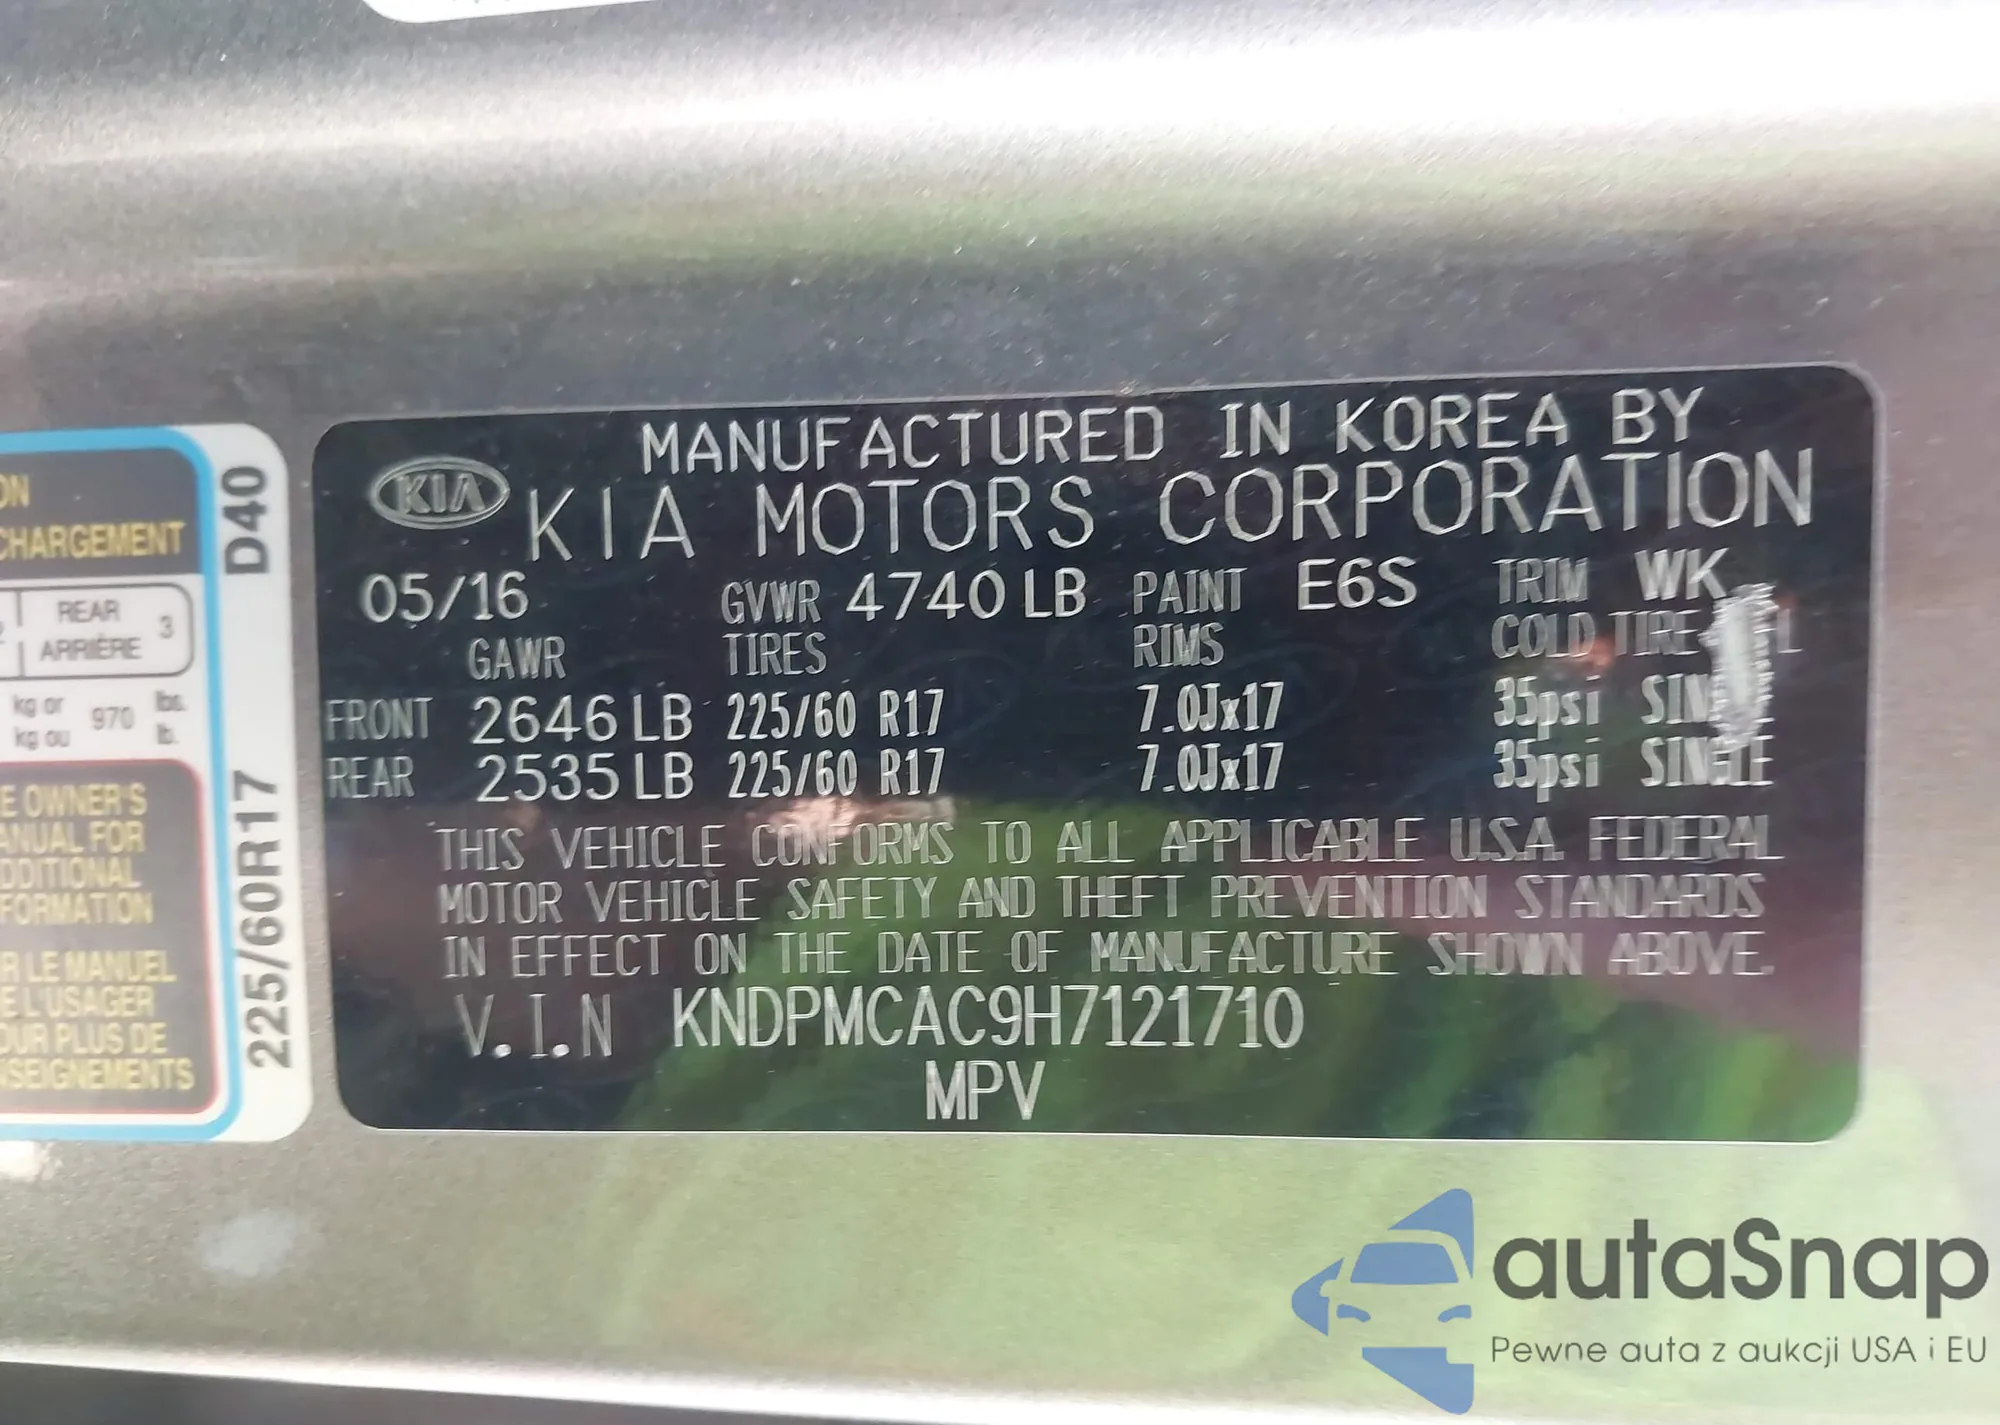 ON
CHARGEMENT
REAR
ARRIÈRE 3
kg or 970 lbs.
kg ou lb.
E OWNER'S
ANUAL FOR
DDITIONAL
FORMATION
R LE MANUEL
E L'USAGER
OUR PLUS DE
NSEIGNEMENTS
D40
225/60R17
MANUFACTURED IN KOREA BY
KIA KIA MOTORS CORPORATION
05/16 GVWR 4740 LB PAINT E6S TRIM WK
GAWR TIRES RIMS COLD TIRE
FRONT 2646 LB 225/60 R17 7.0Jx17 35psi
REAR 2535 LB 225/60 R17 7.0Jx17 35psi SINGLE
THIS VEHICLE CONFORMS TO ALL APPLICABLE U.S.A. FEDERAL
MOTOR VEHICLE SAFETY AND THEFT PREVENTION STANDARDS
IN EFFECT ON THE DATE OF MANUFACTURE SHOWN ABOVE.
V.I.N KNDPMCAC9H7121710
MPV
autaSnap
Pewne auta z aukcji USA i EU